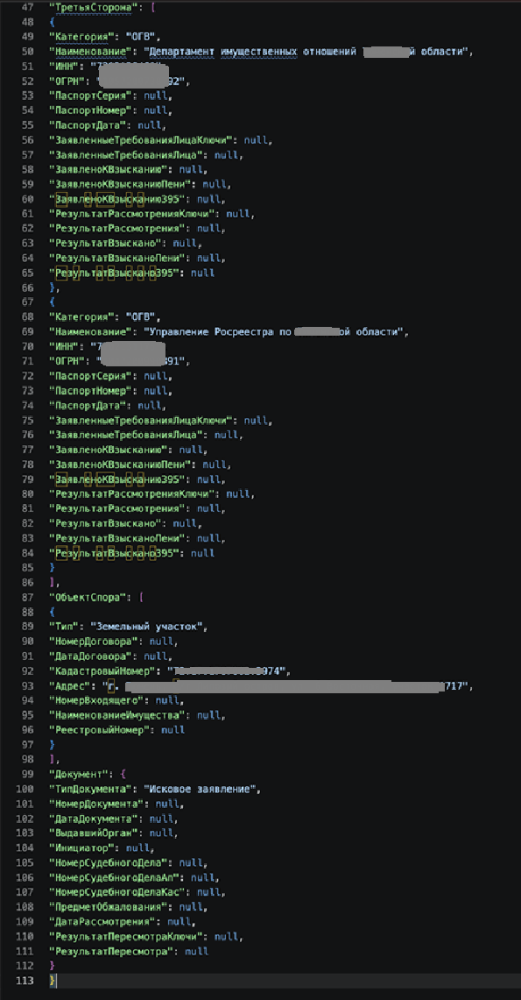 47 "ТретьяСторона": [
48 {
49 "Категория": "ОГВ",
50 "Наименование": "Департамент имущественных отношений й области",
51 "ИНН": "7
52 "ОГРН": " 92",
53 "ПаспортСерия": null,
54 "ПаспортНомер": null,
55 "ПаспортДата": null,
56 "ЗаявленныеТребованияЛицаКлючи": null,
57 "ЗаявленныеТребованияЛица": null,
58 "ЗаявленоКВзысканию": null,
59 "ЗаявленоКВзысканиюПени": null,
60 "ЗаявленоКВзысканию395": null,
61 "РезультатРассмотренияКлючи": null,
62 "РезультатРассмотрения": null,
63 "РезультатВзыскано": null,
64 "РезультатВзысканоПени": null,
65 "РезультатВзыскано395": null
66 },
67 {
68 "Категория": "ОГВ",
69 "Наименование": "Управление Росреестра по ой области",
70 "ИНН": "7
71 "ОГРН": " 91",
72 "ПаспортСерия": null,
73 "ПаспортНомер": null,
74 "ПаспортДата": null,
75 "ЗаявленныеТребованияЛицаКлючи": null,
76 "ЗаявленныеТребованияЛица": null,
77 "ЗаявленоКВзысканию": null,
78 "ЗаявленоКВзысканиюПени": null,
79 "ЗаявленоКВзысканию395": null,
80 "РезультатРассмотренияКлючи": null,
81 "РезультатРассмотрения": null,
82 "РезультатВзыскано": null,
83 "РезультатВзысканоПени": null,
84 "РезультатВзыскано395": null
85 }
86 ],
87 "ОбъектСпора": [
88 {
89 "Тип": "Земельный участок",
90 "НомерДоговора": null,
91 "ДатаДоговора": null,
92 "КадастровыйНомер": "7 974",
93 "Адрес": "г. 717",
94 "НомерВходящего": null,
95 "НаименованиеИмущества": null,
96 "РеестровыйНомер": null
97 }
98 ],
99 "Документ": {
100 "ТипДокумента": "Исковое заявление",
101 "НомерДокумента": null,
102 "ДатаДокумента": null,
103 "ВыдавшийОрган": null,
104 "Инициатор": null,
105 "НомерСудебногоДела": null,
106 "НомерСудебногоДелаАп": null,
107 "НомерСудебногоДелаКас": null,
108 "ПредметОбжалования": null,
109 "ДатаРассмотрения": null,
110 "РезультатПересмотраКлючи": null,
111 "РезультатПересмотра": null
112 }
113 }